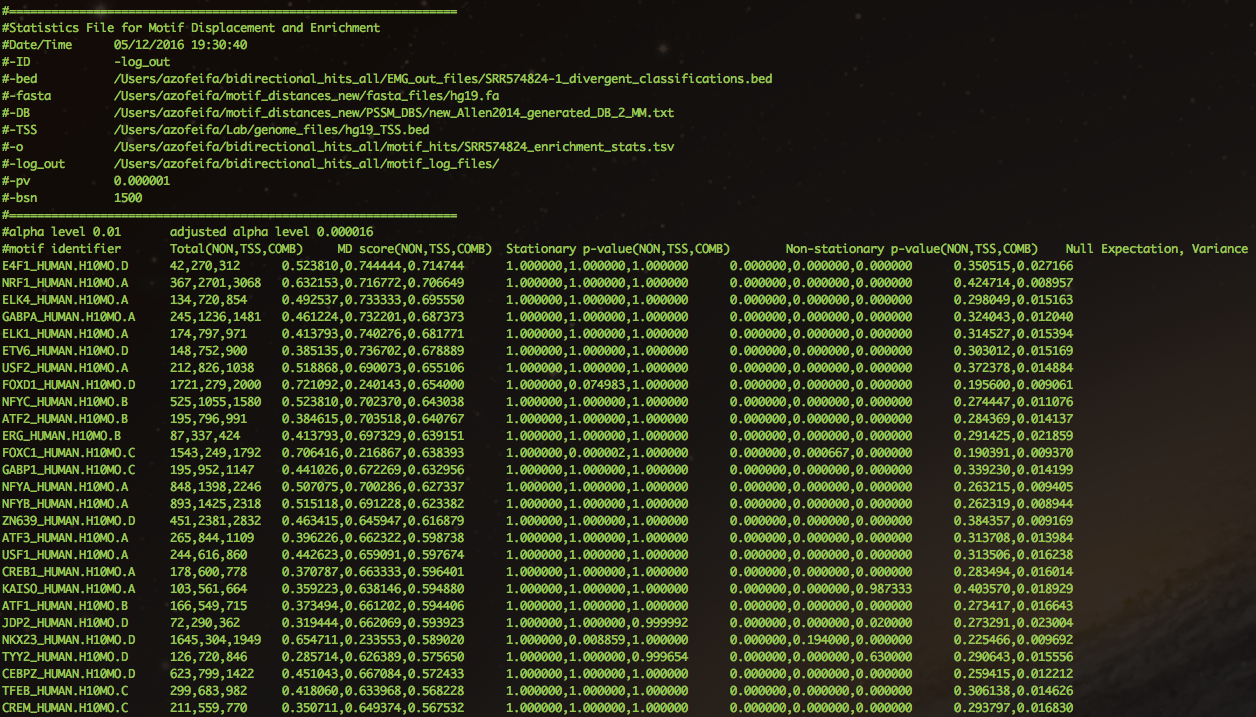 #================================================================
#Statistics File for Motif Displacement and Enrichment
#Date/Time 05/12/2016 19:30:40
#-ID -log_out
#-bed /Users/azofeifa/bidirectional_hits_all/EMG_out_files/SRR574824-1_divergent_classifications.bed
#-fasta /Users/azofeifa/motif_distances_new/fasta_files/hg19.fa
#-DB /Users/azofeifa/motif_distances_new/PSSM_DBS/new_Allen2014_generated_DB_2_MM.txt
#-TSS /Users/azofeifa/Lab/genome_files/hg19_TSS.bed
#-o /Users/azofeifa/bidirectional_hits_all/motif_hits/SRR574824_enrichment_stats.tsv
#-log_out /Users/azofeifa/bidirectional_hits_all/motif_log_files/
#-pv 0.000001
#-bsn 1500
#================================================================
#alpha level 0.01 adjusted alpha level 0.000016
#motif identifier Total(NON,TSS,COMB) MD score(NON,TSS,COMB) Stationary p-value(NON,TSS,COMB) Non-stationary p-value(NON,TSS,COMB) Null Expectation, Variance
E4F1_HUMAN.H10MO.D 42,270,312 0.523810,0.744444,0.714744 1.000000,1.000000,1.000000 0.000000,0.000000,0.000000 0.350515,0.027166
NRF1_HUMAN.H10MO.A 367,2701,3068 0.632153,0.716772,0.706649 1.000000,1.000000,1.000000 0.000000,0.000000,0.000000 0.424714,0.008957
ELK4_HUMAN.H10MO.A 134,720,854 0.492537,0.733333,0.695550 1.000000,1.000000,1.000000 0.000000,0.000000,0.000000 0.298049,0.015163
GABPA_HUMAN.H10MO.A 245,1236,1481 0.461224,0.732201,0.687373 1.000000,1.000000,1.000000 0.000000,0.000000,0.000000 0.324043,0.012040
ELK1_HUMAN.H10MO.A 174,797,971 0.413793,0.740276,0.681771 1.000000,1.000000,1.000000 0.000000,0.000000,0.000000 0.314527,0.015394
ETV6_HUMAN.H10MO.D 148,752,900 0.385135,0.736702,0.678889 1.000000,1.000000,1.000000 0.000000,0.000000,0.000000 0.303012,0.015169
USF2_HUMAN.H10MO.A 212,826,1038 0.518868,0.690073,0.655106 1.000000,1.000000,1.000000 0.000000,0.000000,0.000000 0.372378,0.014884
FOXD1_HUMAN.H10MO.D 1721,279,2000 0.721092,0.240143,0.654000 1.000000,0.074983,1.000000 0.000000,0.000000,0.000000 0.195600,0.009061
NFYC_HUMAN.H10MO.B 525,1055,1580 0.523810,0.702370,0.643038 1.000000,1.000000,1.000000 0.000000,0.000000,0.000000 0.274447,0.011076
ATF2_HUMAN.H10MO.B 195,796,991 0.384615,0.703518,0.640767 1.000000,1.000000,1.000000 0.000000,0.000000,0.000000 0.284369,0.014137
ERG_HUMAN.H10MO.B 87,337,424 0.413793,0.697329,0.639151 1.000000,1.000000,1.000000 0.000000,0.000000,0.000000 0.291425,0.021859
FOXC1_HUMAN.H10MO.C 1543,249,1792 0.706416,0.216867,0.638393 1.000000,0.000002,1.000000 0.000000,0.000667,0.000000 0.190391,0.009370
GABP1_HUMAN.H10MO.C 195,952,1147 0.441026,0.672269,0.632956 1.000000,1.000000,1.000000 0.000000,0.000000,0.000000 0.339230,0.014199
NFYA_HUMAN.H10MO.A 848,1398,2246 0.507075,0.700286,0.627337 1.000000,1.000000,1.000000 0.000000,0.000000,0.000000 0.263215,0.009405
NFYB_HUMAN.H10MO.A 893,1425,2318 0.515118,0.691228,0.623382 1.000000,1.000000,1.000000 0.000000,0.000000,0.000000 0.262319,0.008944
ZN639_HUMAN.H10MO.D 451,2381,2832 0.463415,0.645947,0.616879 1.000000,1.000000,1.000000 0.000000,0.000000,0.000000 0.384357,0.009169
ATF3_HUMAN.H10MO.A 265,844,1109 0.396226,0.662322,0.598738 1.000000,1.000000,1.000000 0.000000,0.000000,0.000000 0.313708,0.013984
USF1_HUMAN.H10MO.A 244,616,860 0.442623,0.659091,0.597674 1.000000,1.000000,1.000000 0.000000,0.000000,0.000000 0.313506,0.016238
CREB1_HUMAN.H10MO.A 178,600,778 0.370787,0.663333,0.596401 1.000000,1.000000,1.000000 0.000000,0.000000,0.000000 0.283494,0.016014
KAISO_HUMAN.H10MO.A 103,561,664 0.359223,0.638146,0.594880 1.000000,1.000000,1.000000 0.000000,0.000000,0.987333 0.403570,0.018929
ATF1_HUMAN.H10MO.B 166,549,715 0.373494,0.661202,0.594406 1.000000,1.000000,1.000000 0.000000,0.000000,0.000000 0.273417,0.016643
JDP2_HUMAN.H10MO.D 72,290,362 0.319444,0.662069,0.593923 1.000000,1.000000,0.999992 0.000000,0.000000,0.020000 0.273291,0.023004
NKX23_HUMAN.H10MO.D 1645,304,1949 0.654711,0.233553,0.589020 1.000000,0.008859,1.000000 0.000000,0.194000,0.000000 0.225466,0.009692
TYY2_HUMAN.H10MO.D 126,720,846 0.285714,0.626389,0.575650 1.000000,1.000000,0.999654 0.000000,0.000000,0.630000 0.290643,0.015556
CEBPZ_HUMAN.H10MO.D 623,799,1422 0.451043,0.667084,0.572433 1.000000,1.000000,1.000000 0.000000,0.000000,0.000000 0.259415,0.012212
TFEB_HUMAN.H10MO.C 299,683,982 0.418060,0.633968,0.568228 1.000000,1.000000,1.000000 0.000000,0.000000,0.000000 0.306138,0.014626
CREM_HUMAN.H10MO.C 211,559,770 0.350711,0.649374,0.567532 1.000000,1.000000,1.000000 0.000000,0.000000,0.000000 0.293797,0.016830